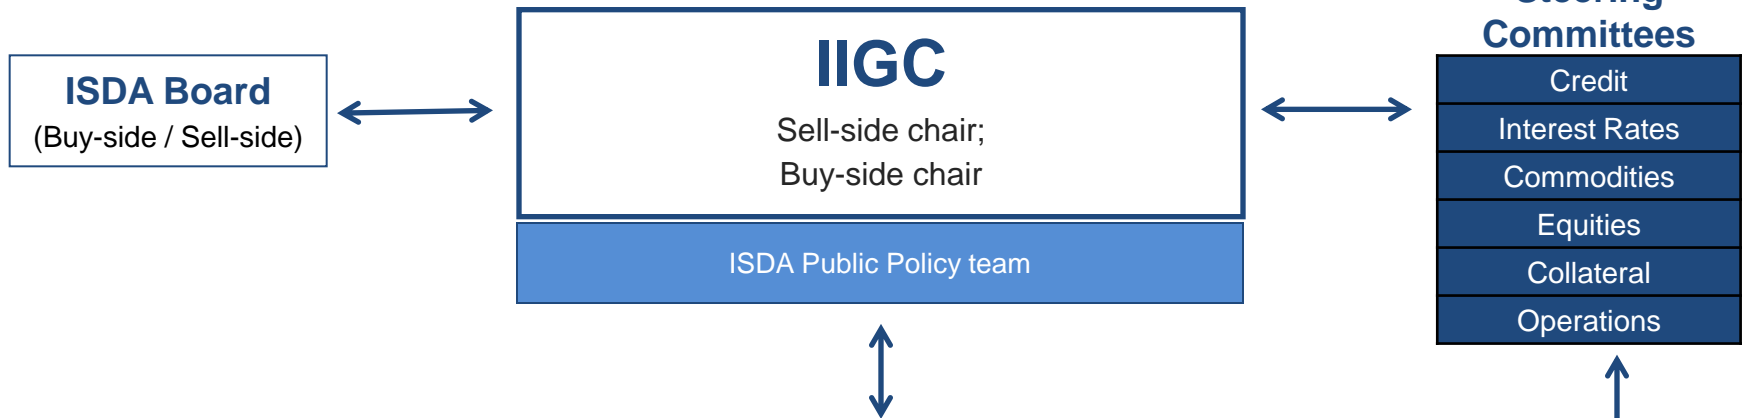 ISDA Board
(Buy-side / Sell-side)
IIGC
Sell-side chair;
Buy-side chair
ISDA Public Policy team
Steering
Committees
Credit
Interest Rates
Commodities
Equities
Collateral
Operations